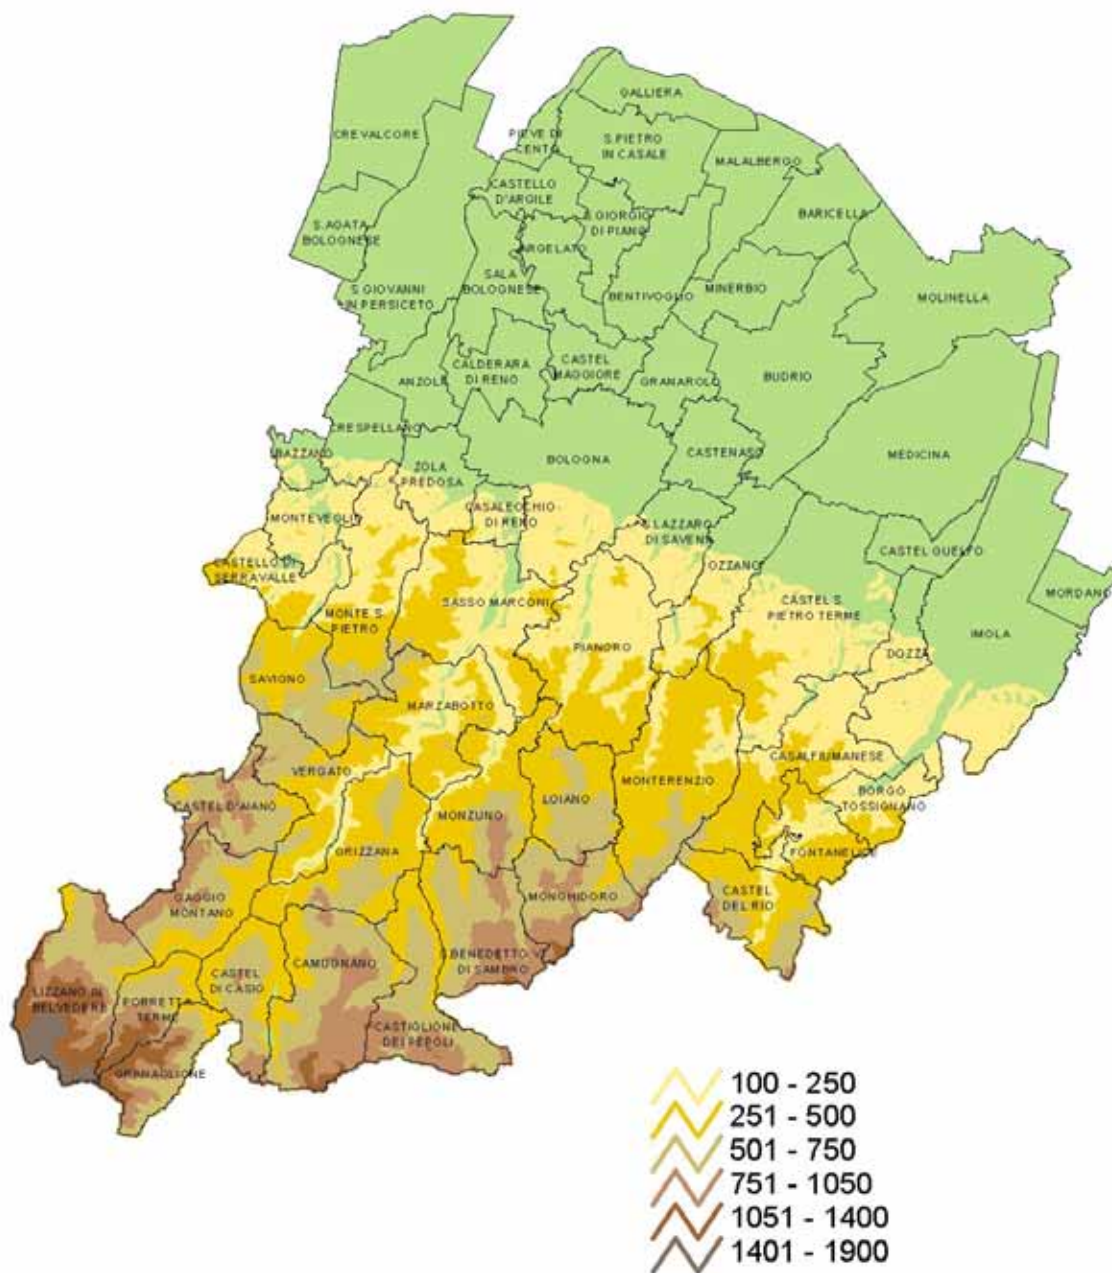 GALLIERA
CREVALCORE
PIEVE DI
CENTO
S.PIETRO
IN CASALE
MALALBERGO
CASTELLO
D'ARGILE
BARICELLA
S.AGATA
BOLOGNESE
S.GIORGIO
DI PIANO
ARGELATO
SALA
BOLOGNESE
S.GIOVANNI
IN PERSICETO
BENTIVOGLIO
MINERBIO
MOLINELLA
CALDERARA
DI RENO
CASTEL
MAGGIORE
ANZOLA
GRANAROLO
BUDRIO
CRESPELLANO
BAZZANO
ZOLA
PREDOSA
BOLOGNA
CASTENASO
MEDICINA
MONTEVEGLIO
CASALECCHIO
DI RENO
S.LAZZARO
DI SAVENA
CASTEL GUELFO
CASTELLO DI
SERRAVALLE
OZZANO
MORDANO
MONTE S.
PIETRO
SASSO MARCONI
CASTEL S.
PIETRO TERME
IMOLA
PIANORO
DOZZA
SAVIGNO
MARZABOTTO
CASALFIUMANESE
VERGATO
MONTERENZIO
BORGO
TOSSIGNANO
CASTEL D'AIANO
LOIANO
MONZUNO
GRIZZANA
FONTANELICE
GAGGIO
MONTANO
MONGHIDORO
CASTEL
DEL RIO
CAMUGNANO
S.BENEDETTO V.
DI SAMBRO
CASTEL
DI CASIO
LIZZANO IN
BELVEDERE
PORRETTA
TERME
CASTIGLIONE
DEI PEPOLI
GRANAGLIONE
100 - 250
251 - 500
501 - 750
751 - 1050
1051 - 1400
1401 - 1900